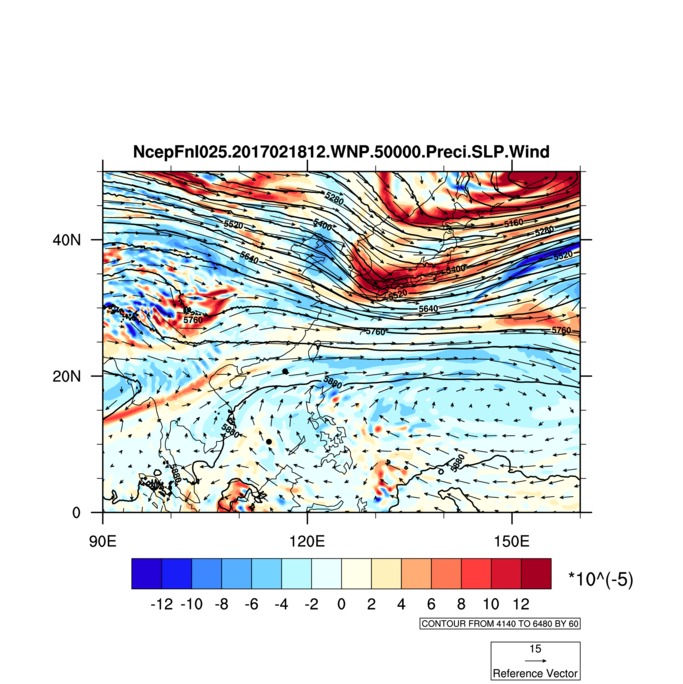 NcepFnl025.2017021812.WNP.50000.Preci.SLP.Wind
5280
5160
5520
5400
5280
40N
5640
5400
5520
5520
5640
5760
5760
5760
20N
5880
5880
5880
5880
0
90E 120E 150E
-12 -10 -8 -6 -4 -2 0 2 4 6 8 10 12
*10^(-5)
CONTOUR FROM 4140 TO 6480 BY 60
15
Reference Vector